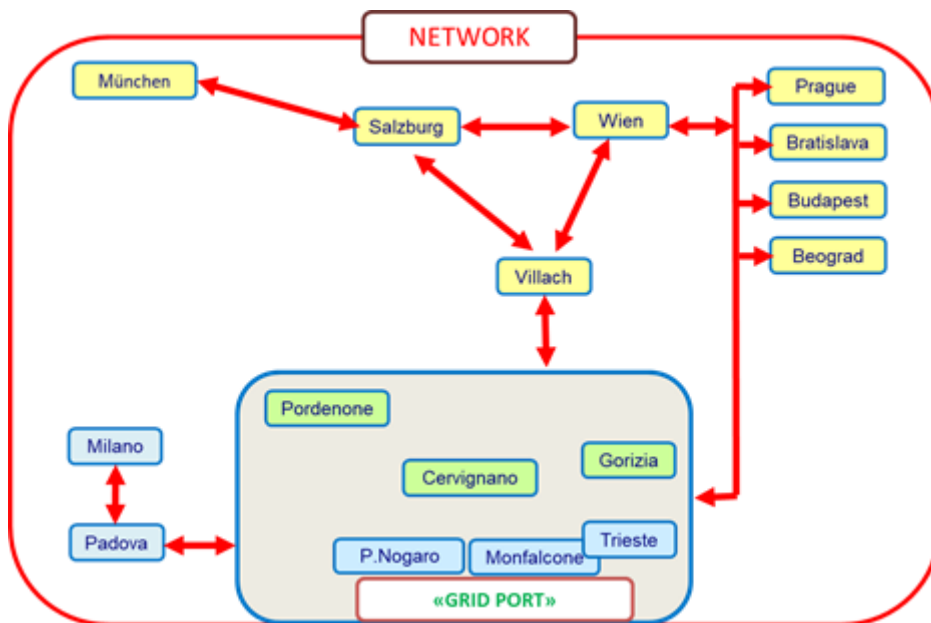 NETWORK
München
Salzburg
Wien
Prague
Bratislava
Budapest
Beograd
Villach
Pordenone
Milano
Gorizia
Cervignano
Padova
Trieste
P.Nogaro
Monfalcone
«GRID PORT»